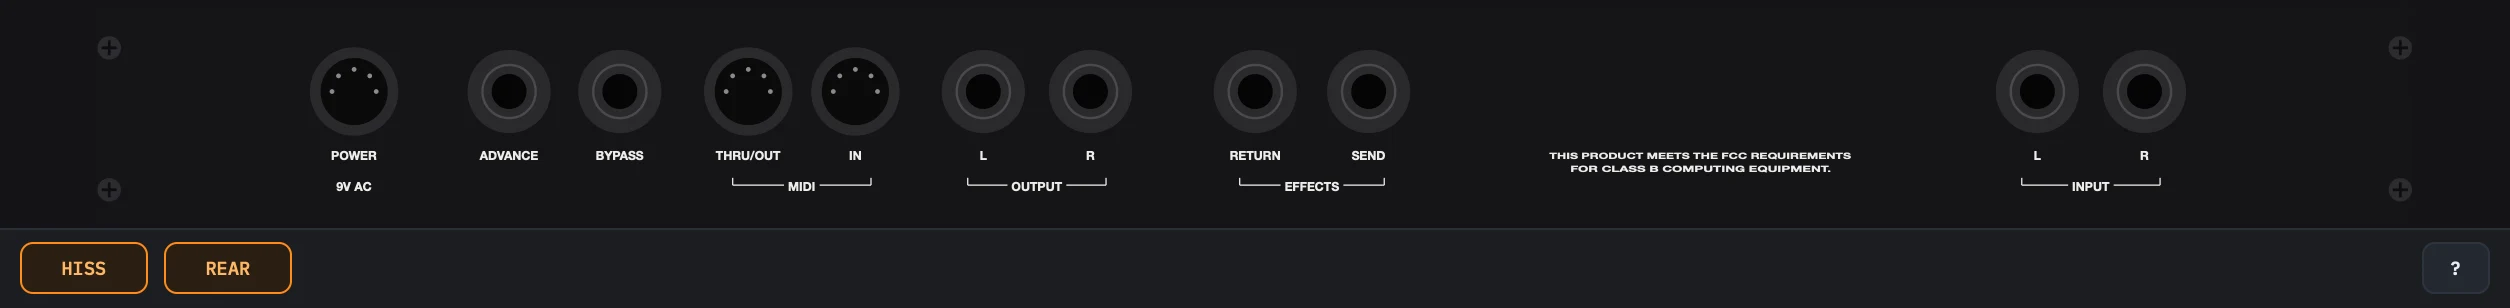 POWER
9V AC
ADVANCE
BYPASS
THRU/OUT
IN
MIDI
L
R
OUTPUT
RETURN
SEND
EFFECTS
THIS PRODUCT MEETS THE FCC REQUIREMENTS
FOR CLASS B COMPUTING EQUIPMENT.
L
R
INPUT
HISS
REAR
?